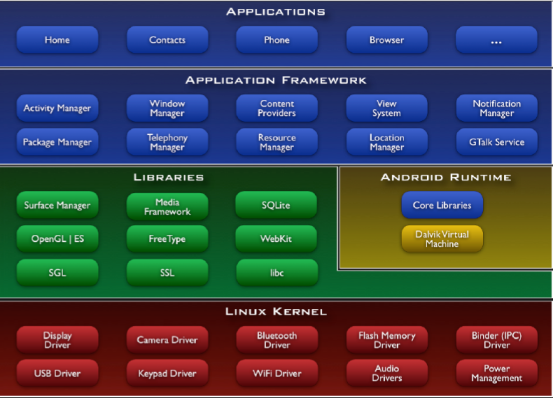 APPLICATIONS
Home
Contacts
Phone
Browser
...
APPLICATION FRAMEWORK
Activity Manager
Window
Manager
Content
Providers
View
System
Notification
Manager
Package Manager
Telephony
Manager
Resource
Manager
Location
Manager
GTalk Service
LIBRARIES
Surface Manager
Media
Framework
SQLite
OpenGL | ES
FreeType
WebKit
SGL
SSL
libc
ANDROID RUNTIME
Core Libraries
Dalvik Virtual
Machine
LINUX KERNEL
Display
Driver
Camera Driver
Bluetooth
Driver
Flash Memory
Driver
Binder (IPC)
Driver
USB Driver
Keypad Driver
WiFi Driver
Audio
Drivers
Power
Management